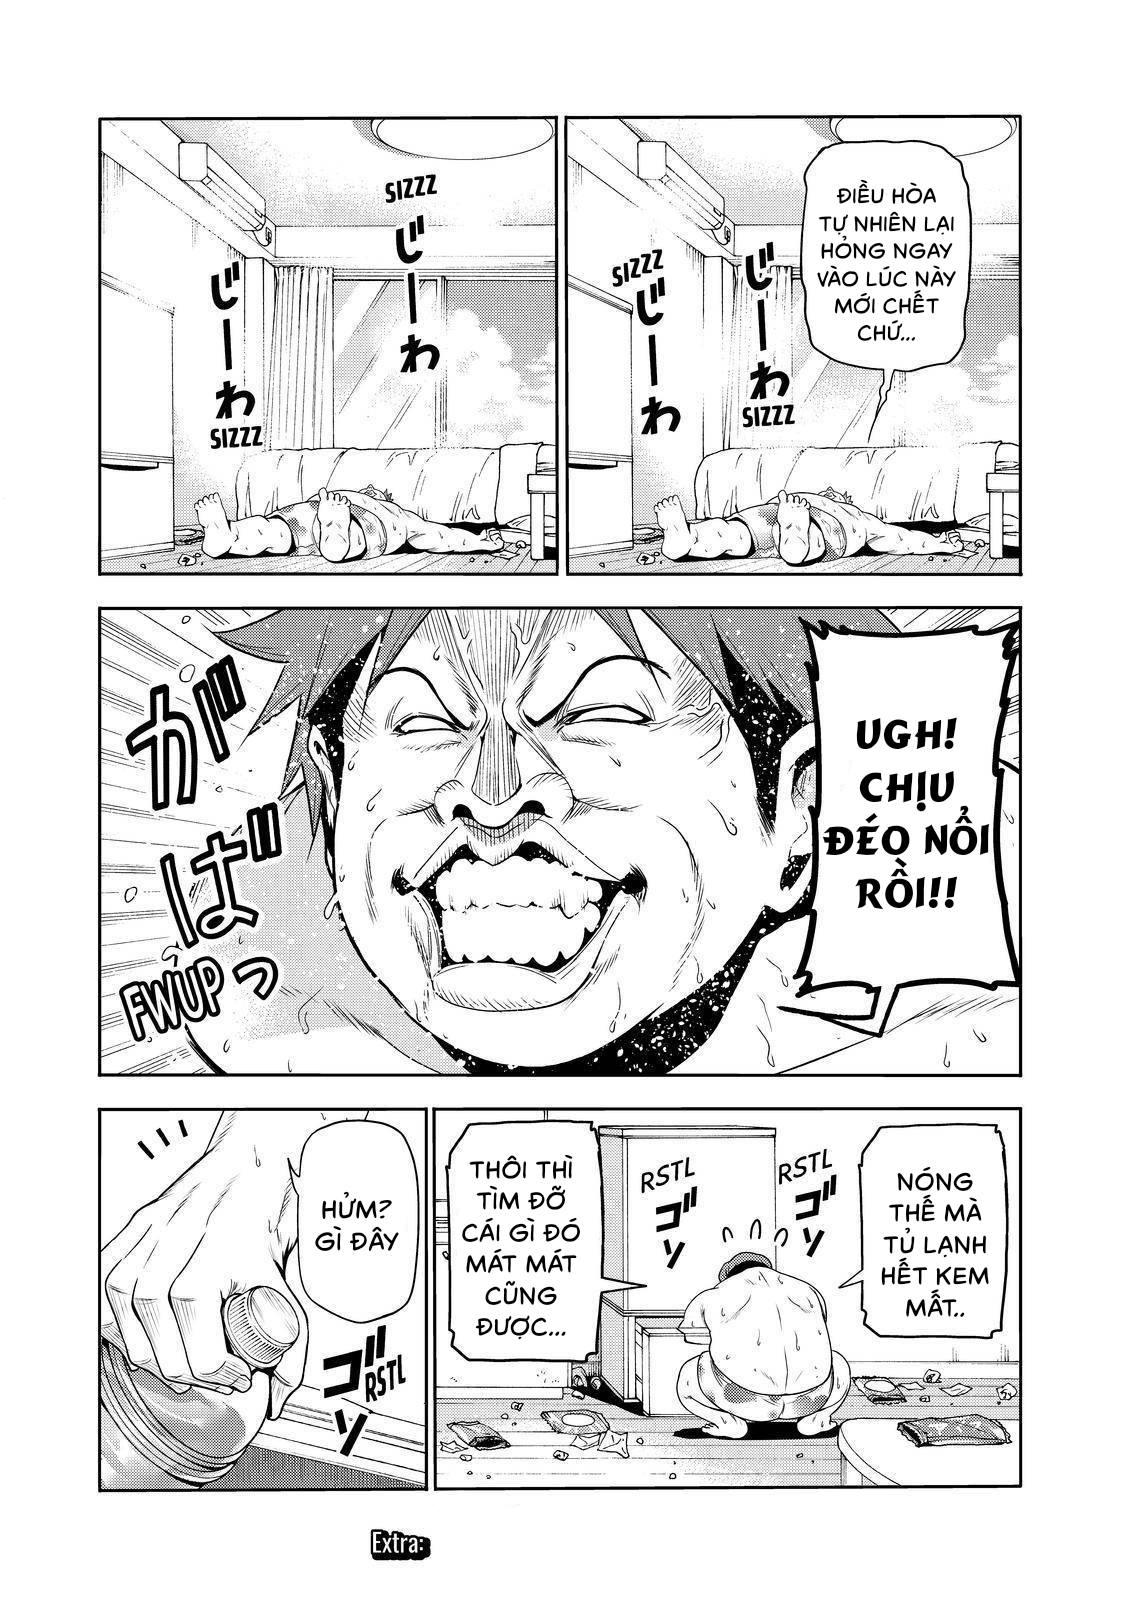 ĐIỀU HÒA
TỰ NHIÊN LẠI
HỎNG NGAY
VÀO LÚC NÀY
MỚI CHẾT
CHỨ...
SIZZZ
じーわ
じーわ
SIZZZ
SIZZZ
じーわ
じーわ
SIZZZ
UGH!
CHỊU
ĐÉO NỔI
RỒI!!
ガ"
ばっ
FWUP
NÓNG
THẾ MÀ
TỦ LẠNH
HẾT KEM
MẤT..
RSTL
ゴソ
RSTL
ゴソ
THÔI THÌ
TÌM ĐỠ
CÁI GÌ ĐÓ
MÁT MÁT
CŨNG
ĐƯỢC...
HỬM?
GÌ ĐÂY
ゴソ
RSTL
Extra: